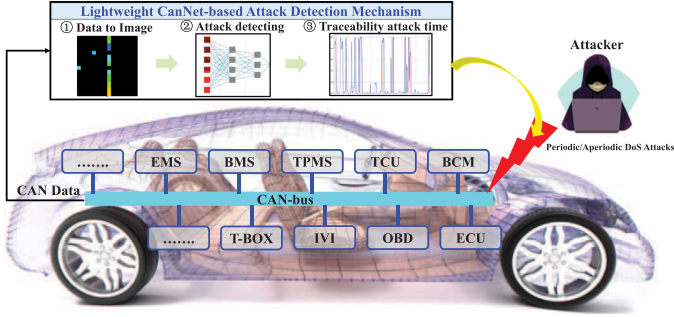 Lightweight CanNet-based Attack Detection Mechanism
① Data to Image
② Attack detecting
③ Traceability attack time
Attacker
Periodic/Aperiodic DoS Attacks
....... EMS BMS TPMS TCU BCM
CAN Data
CAN-bus
....... T-BOX IVI OBD ECU